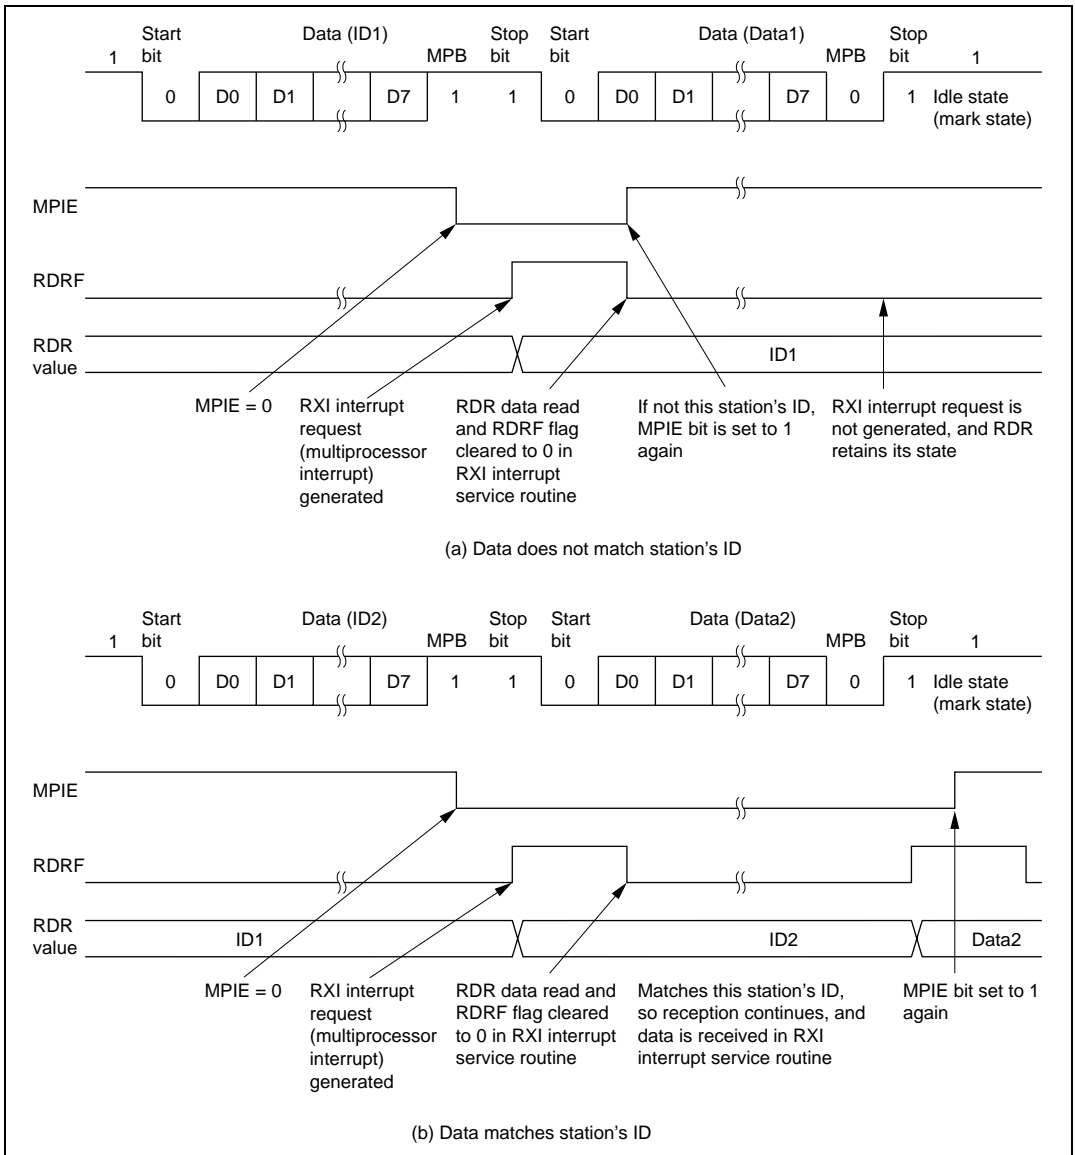 Start Data (ID1) Stop Start Data (Data1) Stop
1 bit MPB bit bit MPB bit 1
0 D0 D1 D7 1 1 0 D0 D1 D7 0 1 Idle state
(mark state)
MPIE
RDRF
RDR
value
ID1
MPIE = 0
RXI interrupt
request
(multiprocessor
interrupt)
generated
RDR data read
and RDRF flag
cleared to 0 in
RXI interrupt
service routine
If not this station's ID,
MPIE bit is set to 1
again
RXI interrupt request is
not generated, and RDR
retains its state
(a) Data does not match station's ID
Start Data (ID2) Stop Start Data (Data2) Stop
1 bit MPB bit bit MPB bit 1
0 D0 D1 D7 1 1 0 D0 D1 D7 0 1 Idle state
(mark state)
MPIE
RDRF
RDR
value
ID1 ID2 Data2
MPIE = 0
RXI interrupt
request
(multiprocessor
interrupt)
generated
RDR data read and
RDRF flag cleared
to 0 in RXI interrupt
service routine
Matches this station's ID,
so reception continues, and
data is received in RXI
interrupt service routine
MPIE bit set to 1
again
(b) Data matches station's ID